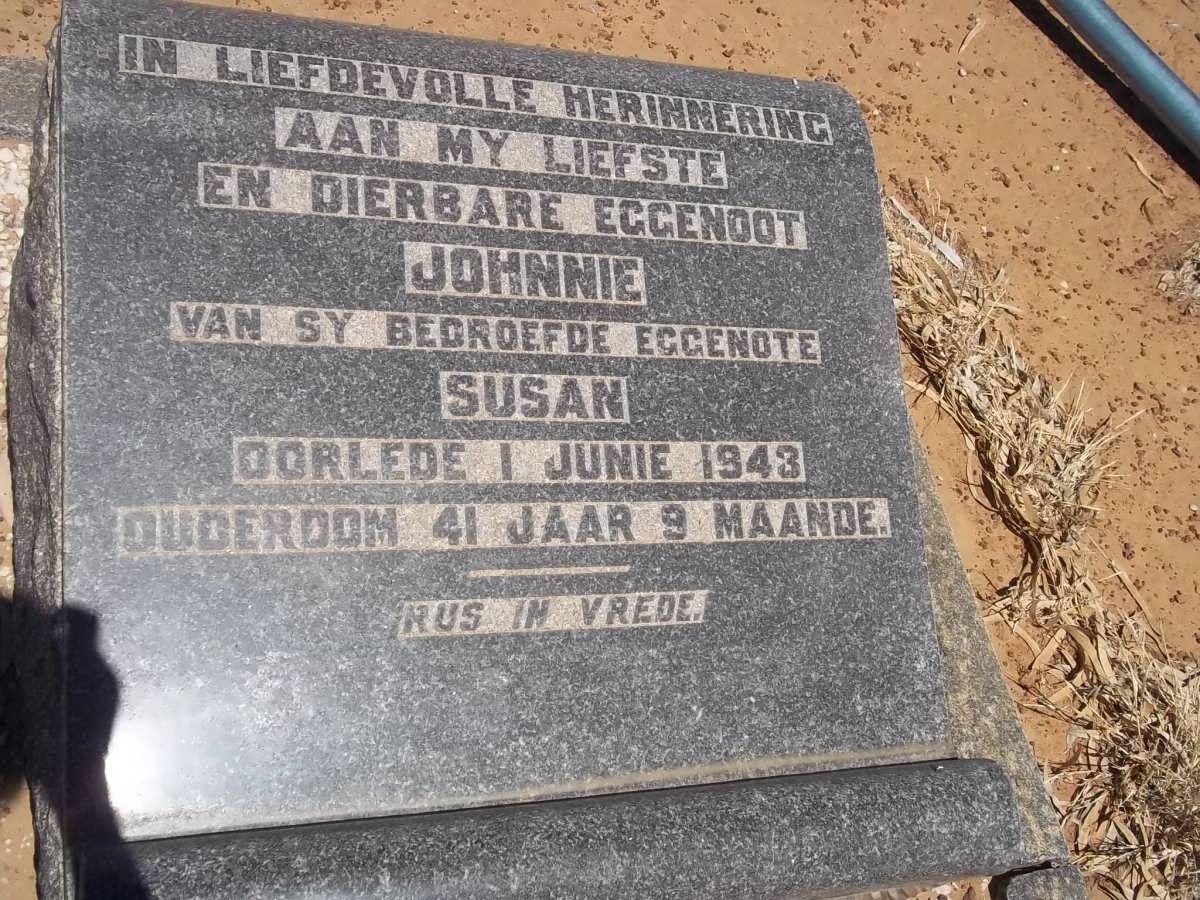 IN LIEFDEVOLLE HERINNERING
AAN MY LIEFSTE
EN DIERBARE EGGENOOT
JOHNNIE
VAN SY BEDROEFDE EGGENOTE
SUSAN
OORLEDE 1 JUNIE 1943
OUDERDOM 41 JAAR 9 MAANDE.
RUS IN VREDE.